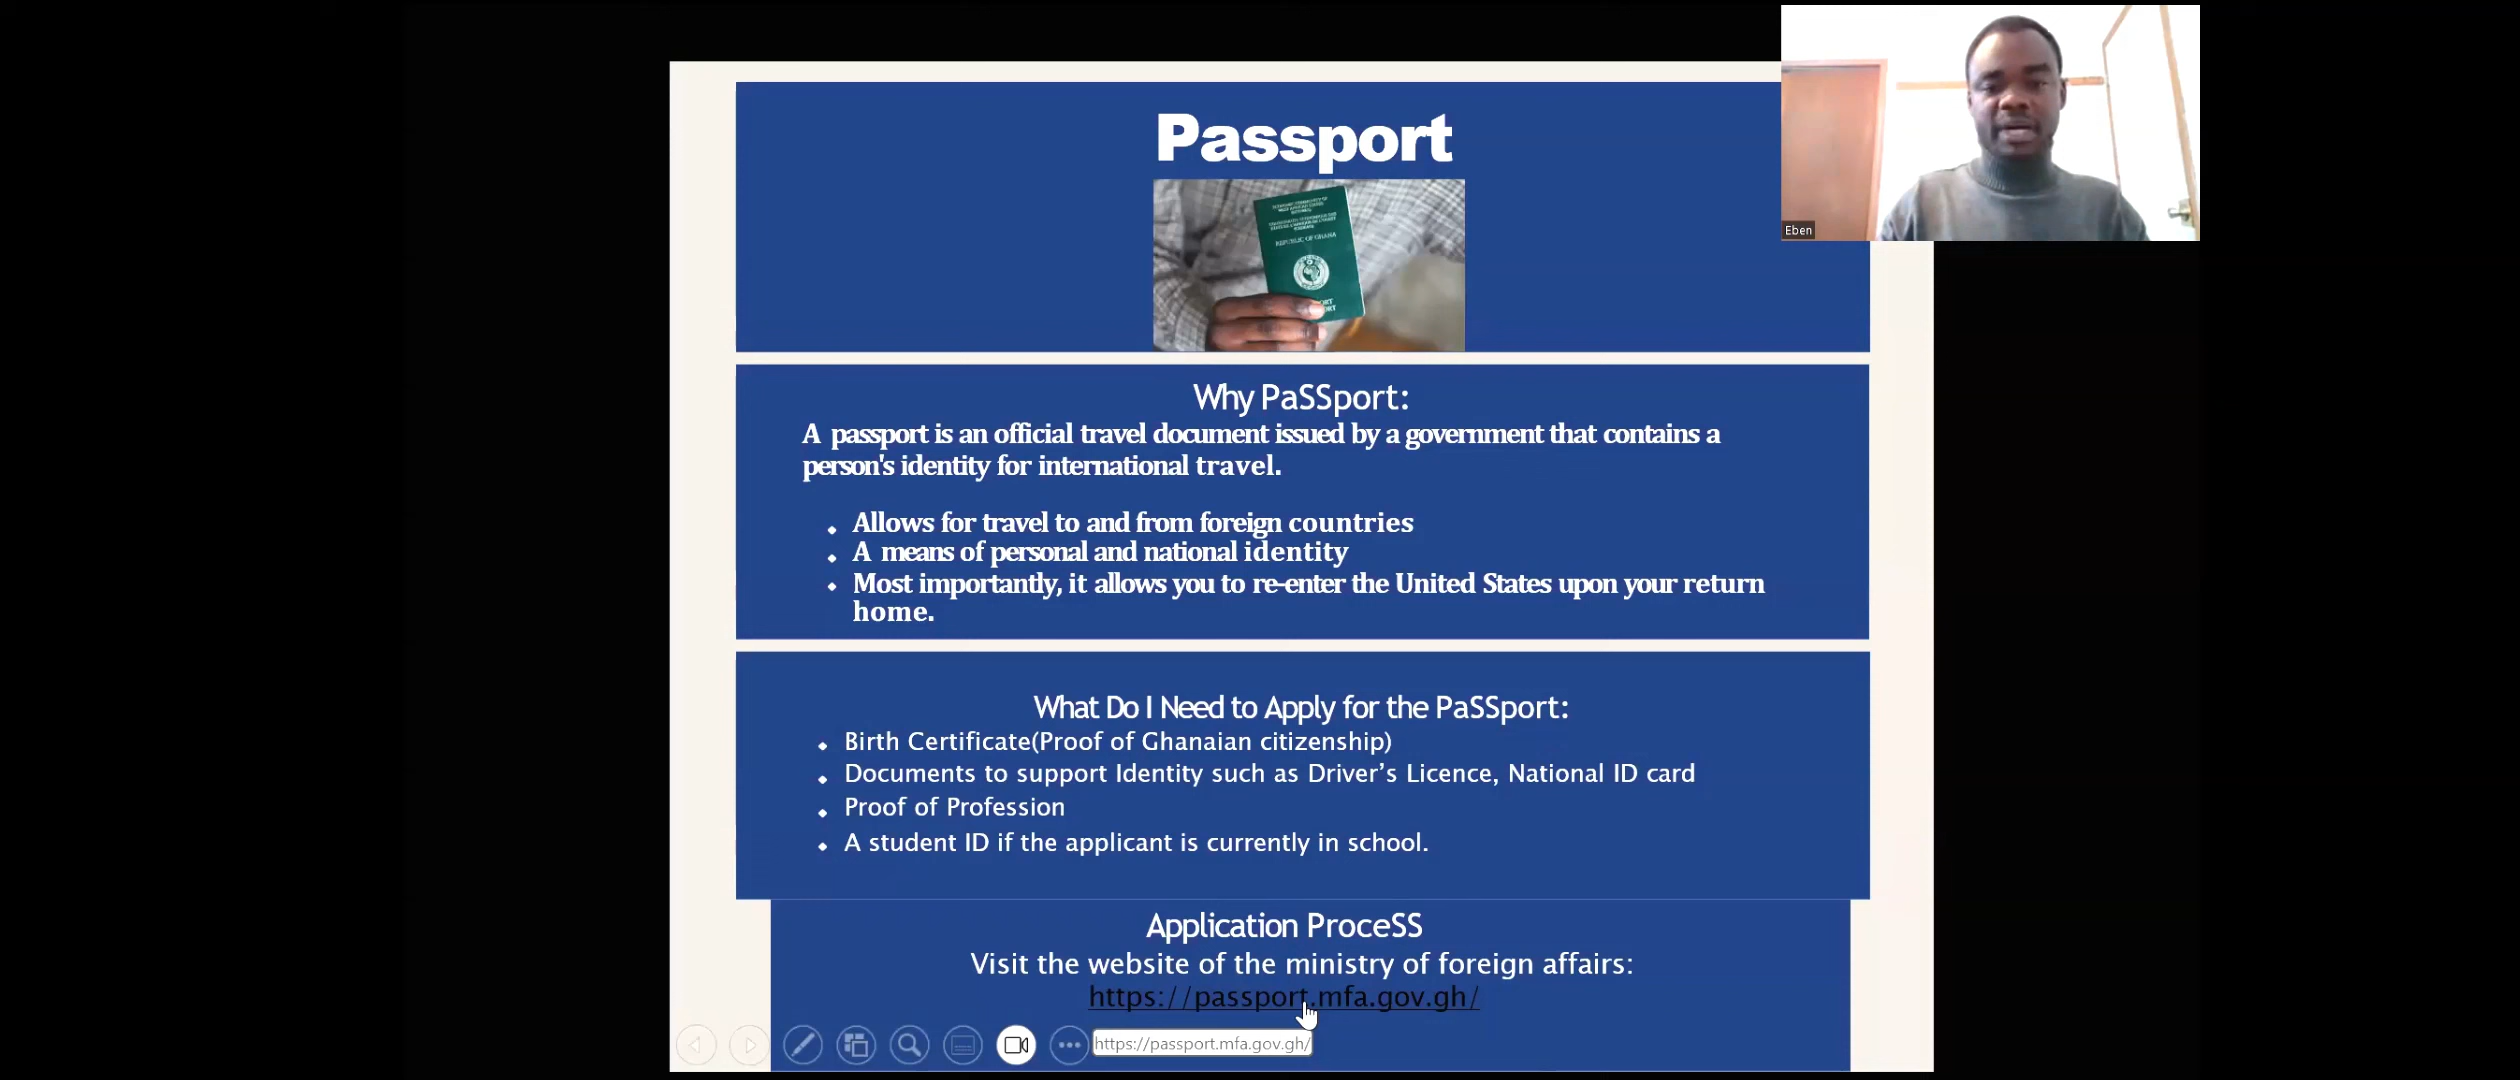 Passport
REPUBLIC OF GHANA
Why PaSSport:
A passport is an official travel document issued by a government that contains a
person's identity for international travel.
Allows for travel to and from foreign countries
A means of personal and national identity
Most importantly, it allows you to re-enter the United States upon your return
home.
What Do I Need to Apply for the PaSSport:
Birth Certificate(Proof of Ghanaian citizenship)
Documents to support Identity such as Driver’s Licence, National ID card
Proof of Profession
A student ID if the applicant is currently in school.
Application ProceSS
Visit the website of the ministry of foreign affairs:
https://passport.mfa.gov.gh/
https://passport.mfa.gov.gh/
Eben